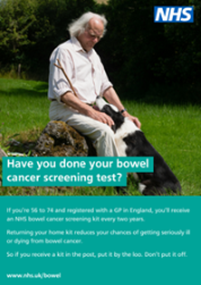 NHS
Have you done your bowel
cancer screening test?
If you're 56 to 74 and registered with a GP in England, you'll receive
an NHS bowel cancer screening kit every two years.
Returning your home kit reduces your chances of getting seriously ill
or dying from bowel cancer.
So if you receive a kit in the post, put it by the loo. Don't put it off.
www.nhs.uk/bowel